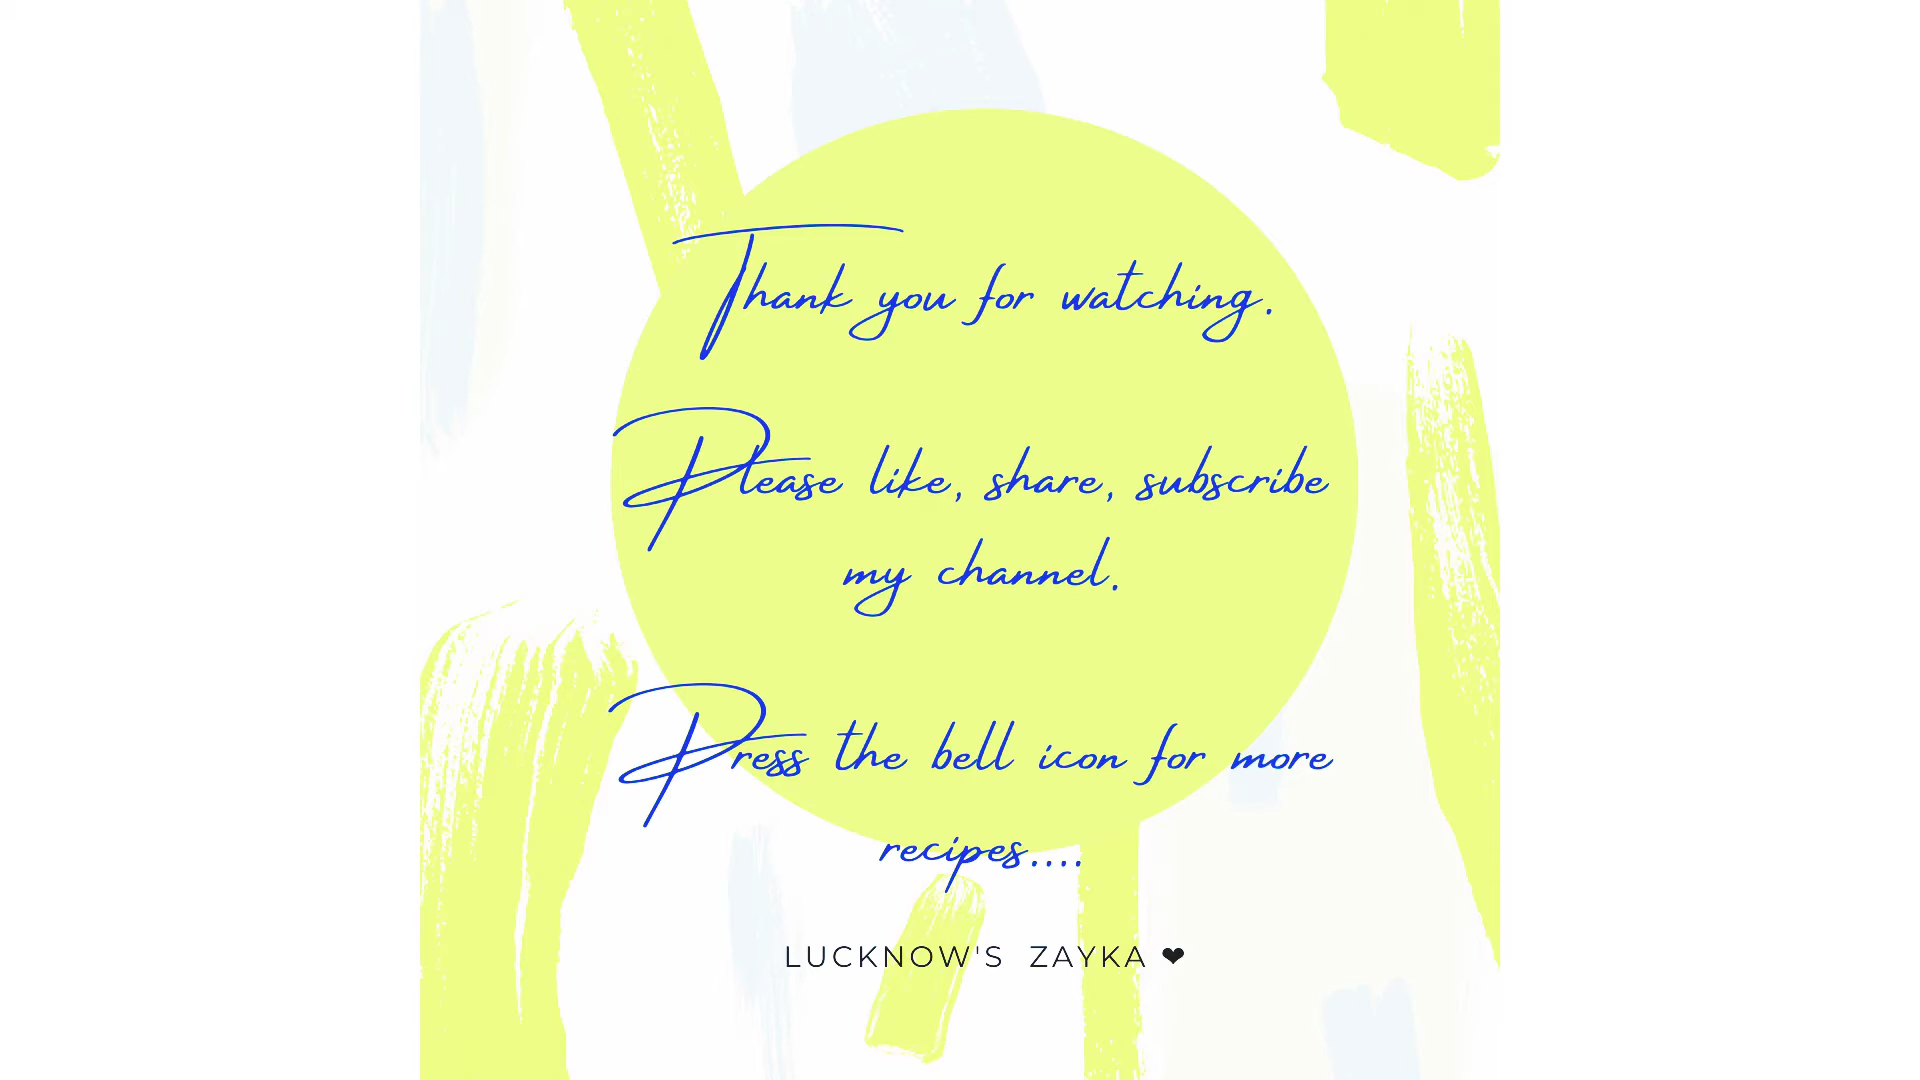 Thank you for watching.
Please like, share, subscribe
my channel.
Press the bell icon for more
recipes....
LUCKNOW'S ZAYKA ❤